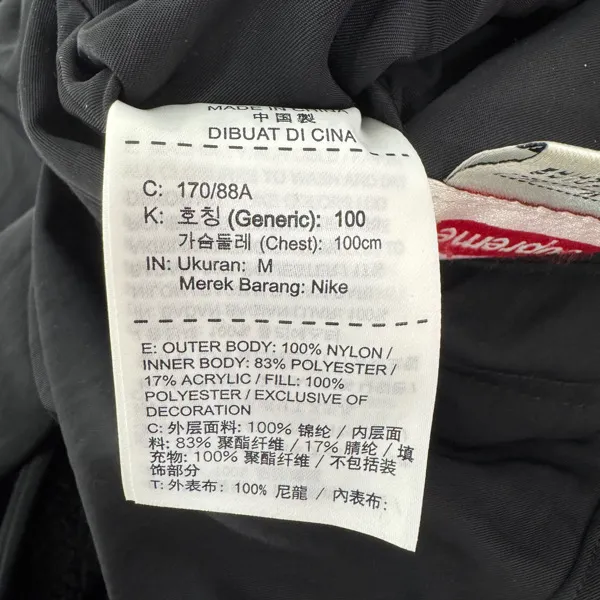 MADE IN CHINA
中国製
DIBUAT DI CINA
C: 170/88A
K: 호칭 (Generic): 100
가슴둘레 (Chest): 100cm
IN: Ukuran: M
Merek Barang: Nike
E: OUTER BODY: 100% NYLON /
INNER BODY: 83% POLYESTER /
17% ACRYLIC / FILL: 100%
POLYESTER / EXCLUSIVE OF
DECORATION
C: 外层面料: 100% 锦纶 / 内层面
料: 83% 聚酯纤维 / 17% 腈纶 / 填
充物: 100% 聚酯纤维 / 不包括装
饰部分
T: 外表布: 100% 尼龍 / 內表布:
Supreme